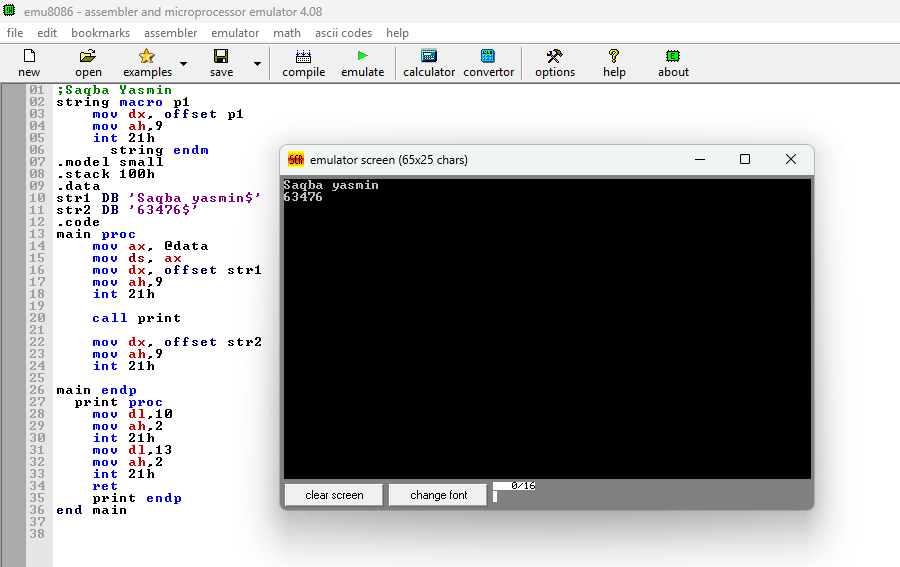 emu8086 - assembler and microprocessor emulator 4.08
file edit bookmarks assembler emulator math ascii codes help
new open examples save compile emulate calculator convertor options help about
01 ;Saqba Yasmin
02 string macro p1
03 mov dx, offset p1
04 mov ah,9
05 int 21h
06 string endm
07 .model small
08 .stack 100h
09 .data
10 str1 DB 'Saqba yasmin$'
11 str2 DB '63476$'
12 .code
13 main proc
14 mov ax, @data
15 mov ds, ax
16 mov dx, offset str1
17 mov ah,9
18 int 21h
19
20 call print
21
22 mov dx, offset str2
23 mov ah,9
24 int 21h
25
26 main endp
27 print proc
28 mov dl,10
29 mov ah,2
30 int 21h
31 mov dl,13
32 mov ah,2
33 int 21h
34 ret
35 print endp
36 end main
37
38
SCR emulator screen (65x25 chars)
Saqba yasmin
63476
clear screen change font 0/16